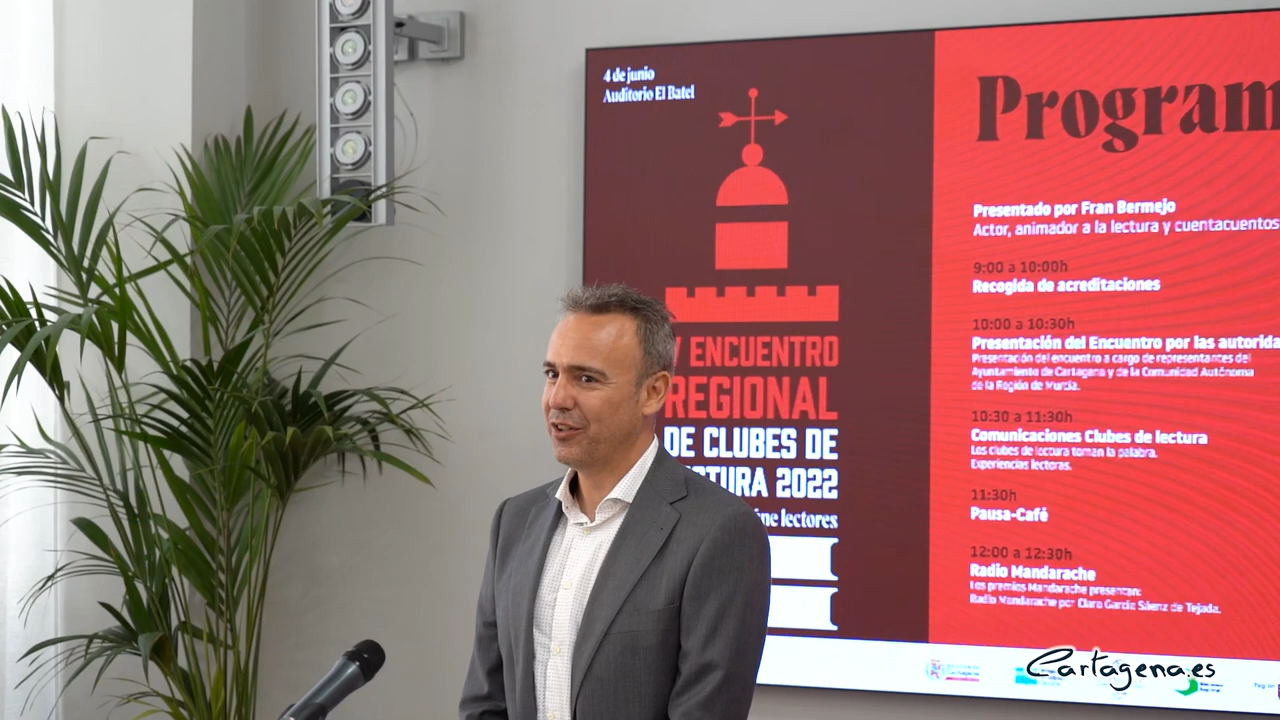 4 de junio
Auditorio El Batel
ENCUENTRO
REGIONAL
DE CLUBES DE
2022
lectores
Presentado por Fran Bermejo
Actor, animador a la lectura y cuentacuentos
9:00 a 10:00h
Recogida de acreditaciones
10:00 a 10:30h
Presentación del Encuentro por las
Presentación del encuentro a cargo de representantes del
Ayuntamiento de Cartagena y de la Comunidad Autónoma
de la Región de Murcia.
10:30 a 11:30h
Comunicaciones Clubes de lectura
Los clubes de lectura toman la palabra.
Experiencias lectoras.
11:30h
Pausa-Café
12:00 a 12:30h
Radio Mandarache
Los premios Mandarache presentan:
Radio Mandarache por Clara García Sáenz de Tejada.
Cartagena.es